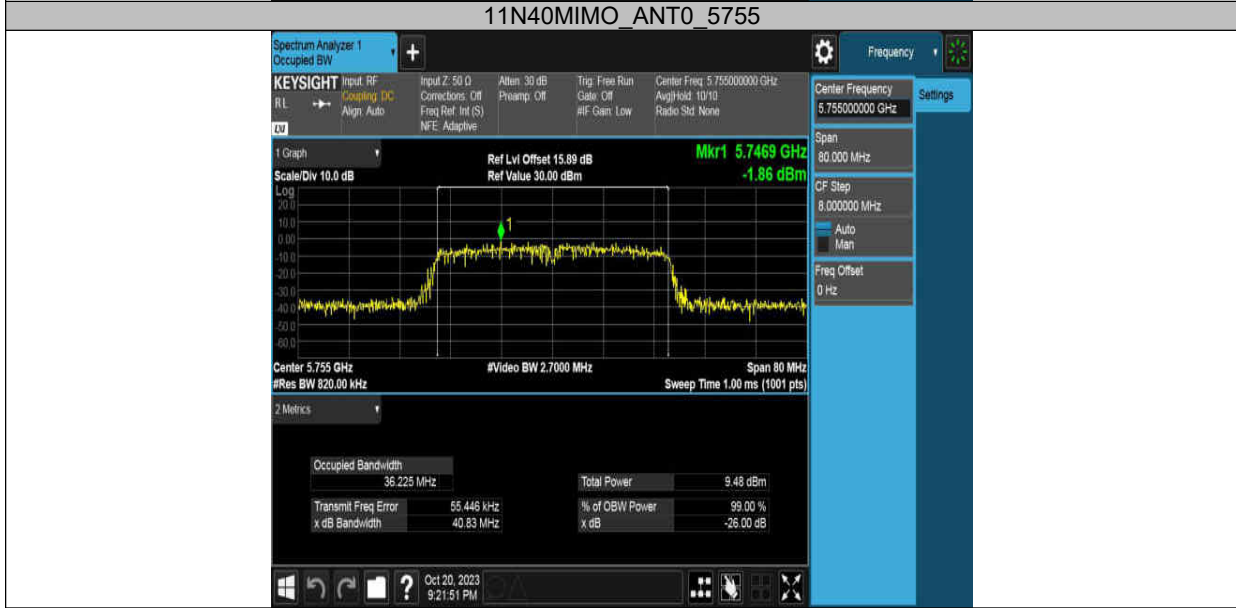 11N40MIMO_ANT0_5755
Spectrum Analyzer 1
Occupied BW
+
Frequency
KEYSIGHT
Input: RF
Input Z: 50 Ω
Atten: 30 dB
Trig: Free Run
Center Freq: 5.755000000 GHz
RL
Coupling: DC
Corrections: Off
Preamp: Off
Gate: Off
Avg|Hold: 10/10
Align: Auto
Freq Ref: Int (S)
#IF Gain: Low
Radio Std: None
NFE: Adaptive
Center Frequency
5.755000000 GHz
Settings
Span
80.000 MHz
CF Step
8.000000 MHz
Auto
Man
Freq Offset
0 Hz
1 Graph
Ref Lvl Offset 15.89 dB
Mkr1 5.7469 GHz
Scale/Div 10.0 dB
Ref Value 30.00 dBm
-1.86 dBm
Log
20.0
10.0
0.00
-10.0
-20.0
-30.0
-40.0
-50.0
-60.0
1
Center 5.755 GHz
#Video BW 2.7000 MHz
Span 80 MHz
#Res BW 820.00 kHz
Sweep Time 1.00 ms (1001 pts)
2 Metrics
Occupied Bandwidth
36.225 MHz
Total Power 9.48 dBm
Transmit Freq Error 55.446 kHz
% of OBW Power 99.00 %
x dB Bandwidth 40.83 MHz
x dB -26.00 dB
?
Oct 20, 2023
9:21:51 PM